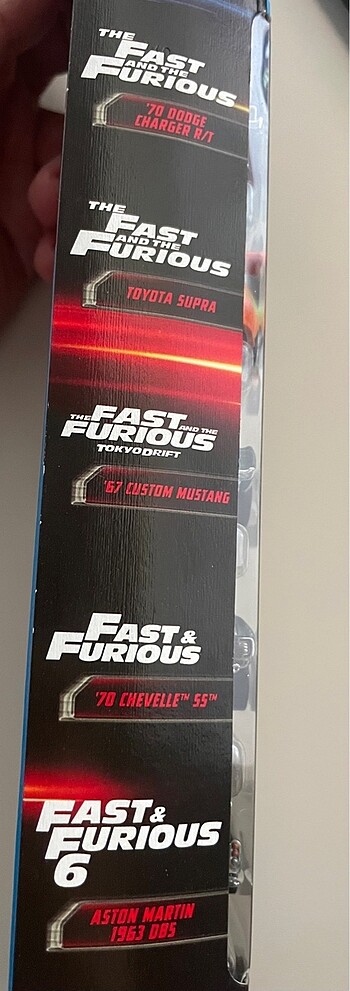 THE
FAST
AND THE
FURIOUS
'70 DODGE
CHARGER R/T
THE
FAST
AND THE
FURIOUS
TOYOTA SUPRA
THE FAST AND THE
FURIOUS
TOKYO DRIFT
'67 CUSTOM MUSTANG
FAST &
FURIOUS
'70 CHEVELLE™ SS™
FAST &
FURIOUS
6
ASTON MARTIN
1963 DB5